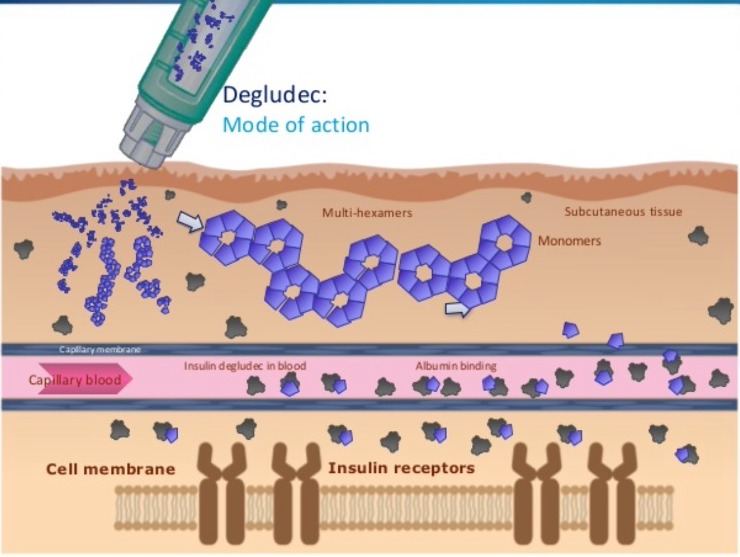 Degludec:
Mode of action
Multi-hexamers
Subcutaneous tissue
Monomers
Capillary membrane
Insulin degludec in blood
Albumin binding
Capillary blood
Cell membrane
Insulin receptors